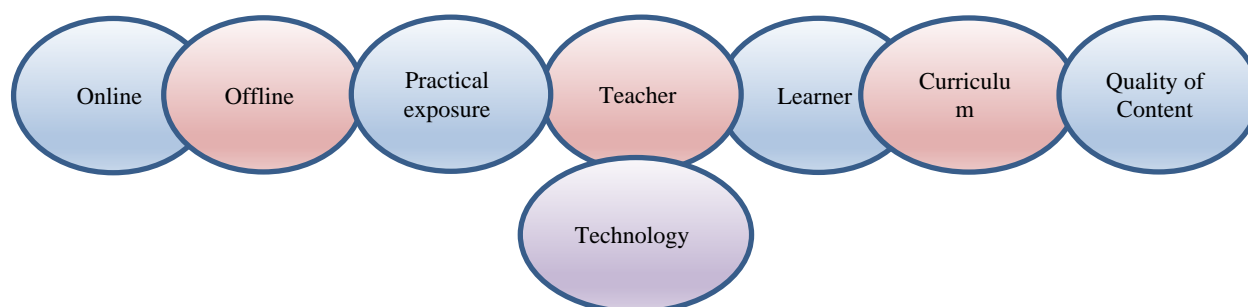 Online
Offline
Practical
exposure
Teacher
Learner
Curriculu
m
Quality of
Content
Technology